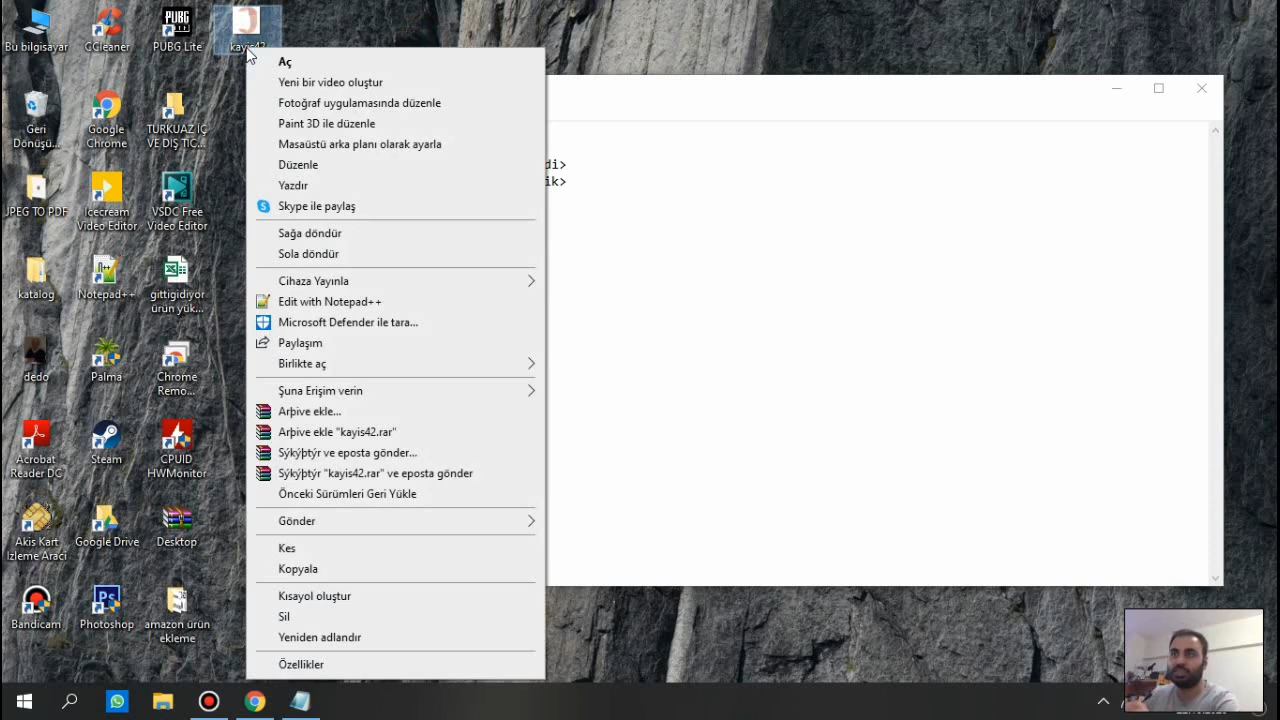 Bu bilgisayar
CCleaner
PUBG Lite
kayis42
Geri
Dönüşü...
Google
Chrome
TURKUAZ İÇ
VE DIŞ TİC...
JPEG TO PDF
Icecream
Video Editor
VSDC Free
Video Editor
katalog
Notepad++
gittigidiyor
ürün yük...
dedo
Palma
Chrome
Remo...
Acrobat
Reader DC
Steam
CPUID
HWMonitor
Akis Kart
İzleme Araci
Google Drive
Desktop
Bandicam
Photoshop
amazon ürün
ekleme
Aç
Yeni bir video oluştur
Fotoğraf uygulamasında düzenle
Paint 3D ile düzenle
Masaüstü arka planı olarak ayarla
Düzenle
Yazdır
Skype ile paylaş
Sağa döndür
Sola döndür
Cihaza Yayınla
Edit with Notepad++
Microsoft Defender ile tara...
Paylaşım
Birlikte aç
Şuna Erişim verin
Arþive ekle...
Arþive ekle "kayis42.rar"
Sýkýþtýr ve eposta gönder...
Sýkýþtýr "kayis42.rar" ve eposta gönder
Önceki Sürümleri Geri Yükle
Gönder
Kes
Kopyala
Kısayol oluştur
Sil
Yeniden adlandır
Özellikler
di>
ik>